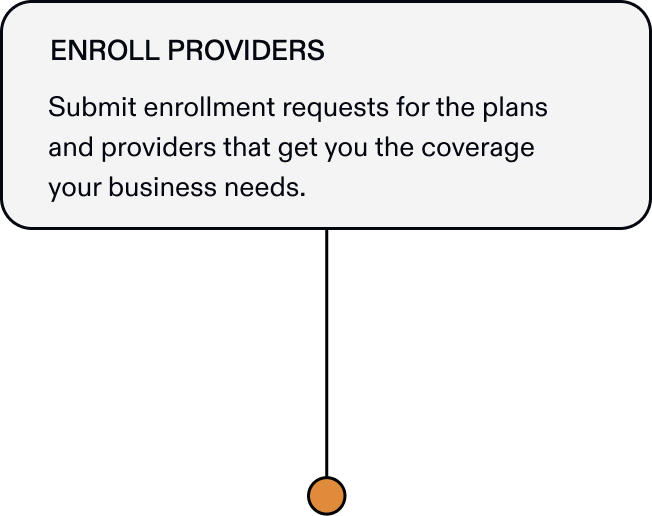 ENROLL PROVIDERS
Submit enrollment requests for the plans
and providers that get you the coverage
your business needs.